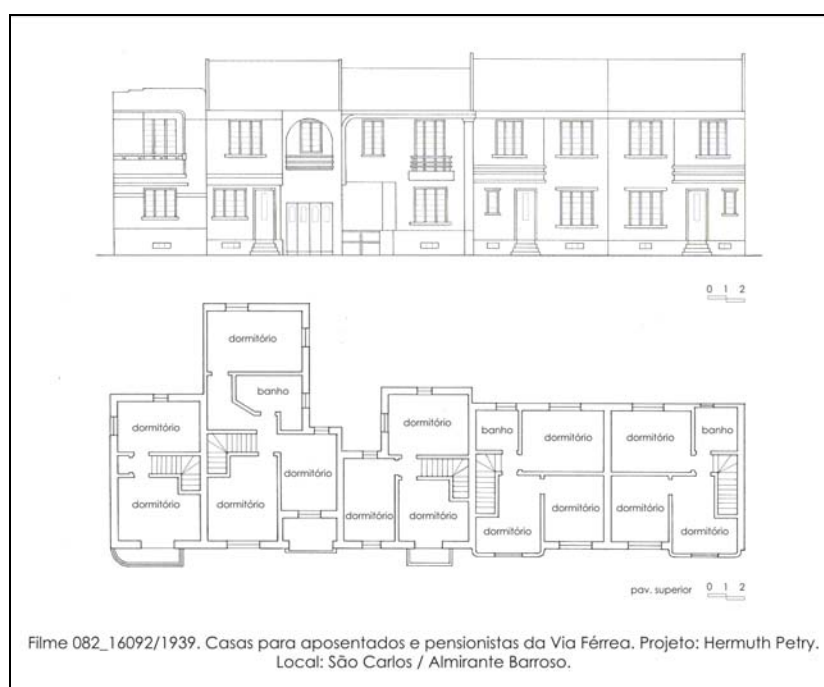 0 1 2
dormitório
banho
dormitório
dormitório
banho
dormitório
dormitório
banho
dormitório
dormitório
dormitório
dormitório
dormitório
dormitório
dormitório
dormitório
dormitório
pav. superior 0 1 2
Filme 082_16092/1939. Casas para aposentados e pensionistas da Via Férrea. Projeto: Hermuth Petry.
Local: São Carlos / Almirante Barroso.